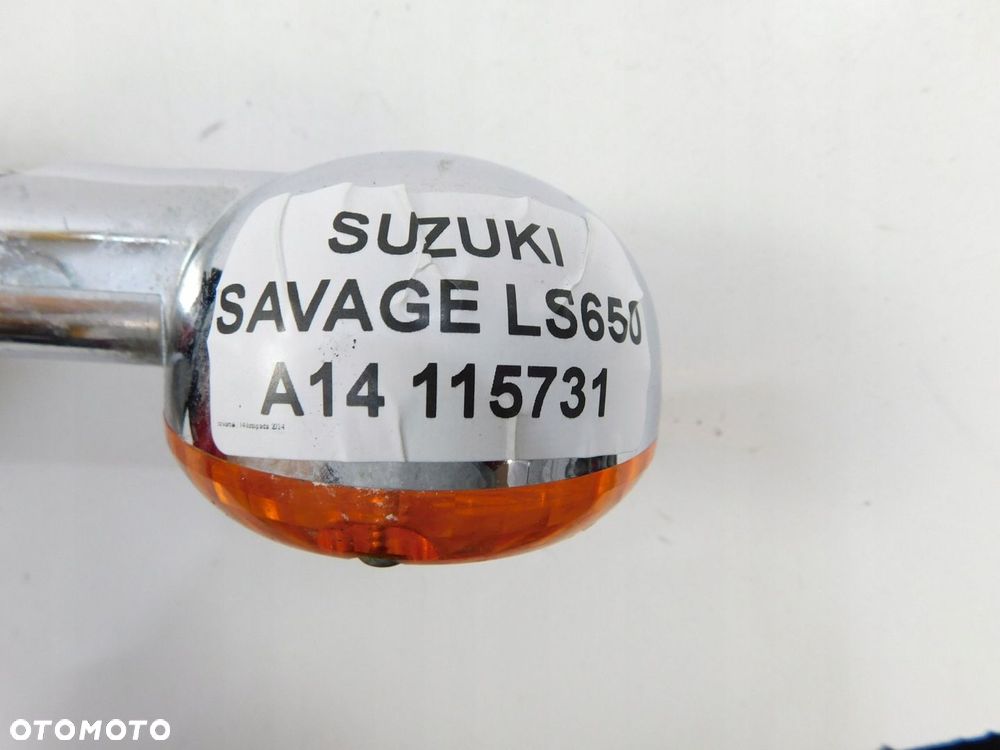 SUZUKI
SAVAGE LS650
A14 115731
OTOMOTO